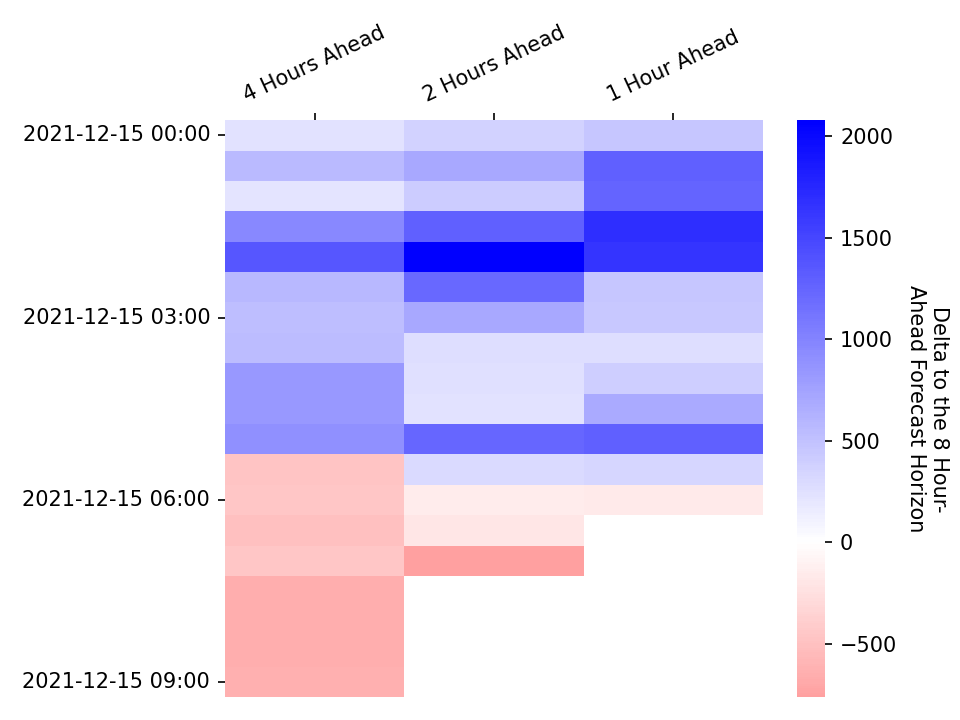 4 Hours Ahead
2 Hours Ahead
1 Hour Ahead
2021-12-15 00:00
2021-12-15 03:00
2021-12-15 06:00
2021-12-15 09:00
2000
1500
1000
500
0
−500
Delta to the 8 Hour-
Ahead Forecast Horizon